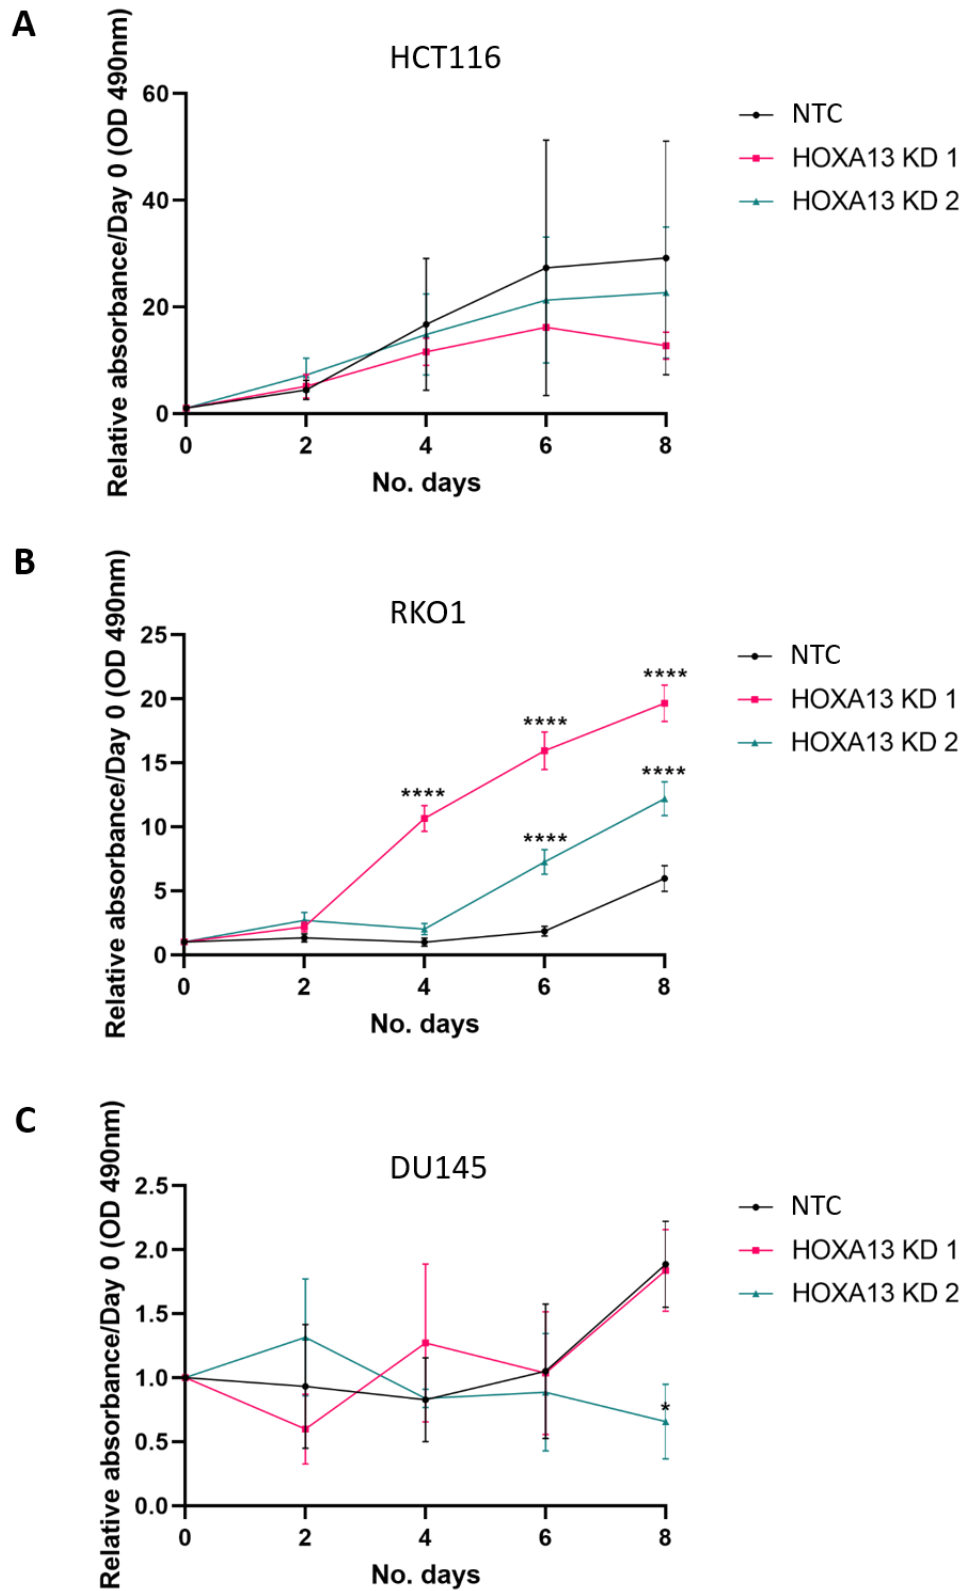 A
HCT116
Relative absorbance/Day 0 (OD 490nm)
60
40
20
0
0 2 4 6 8
No. days
NTC
HOXA13 KD 1
HOXA13 KD 2
B
RKO1
Relative absorbance/Day 0 (OD 490nm)
25
20
15
10
5
0
0 2 4 6 8
No. days
**** **** **** **** ****
NTC
HOXA13 KD 1
HOXA13 KD 2
C
DU145
Relative absorbance/Day 0 (OD 490nm)
2.5
2.0
1.5
1.0
0.5
0.0
0 2 4 6 8
No. days
*
NTC
HOXA13 KD 1
HOXA13 KD 2